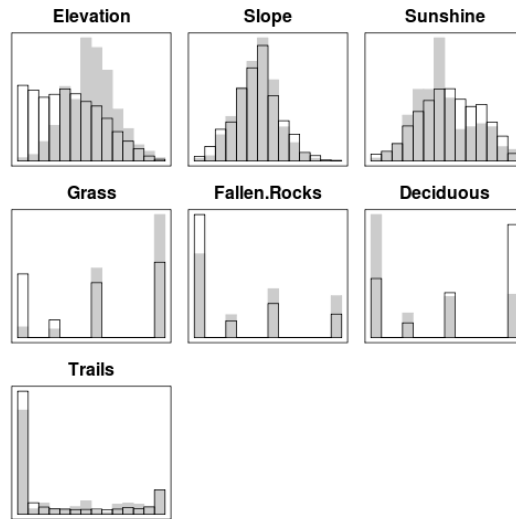 Elevation
Slope
Sunshine
Grass
Fallen.Rocks
Deciduous
Trails